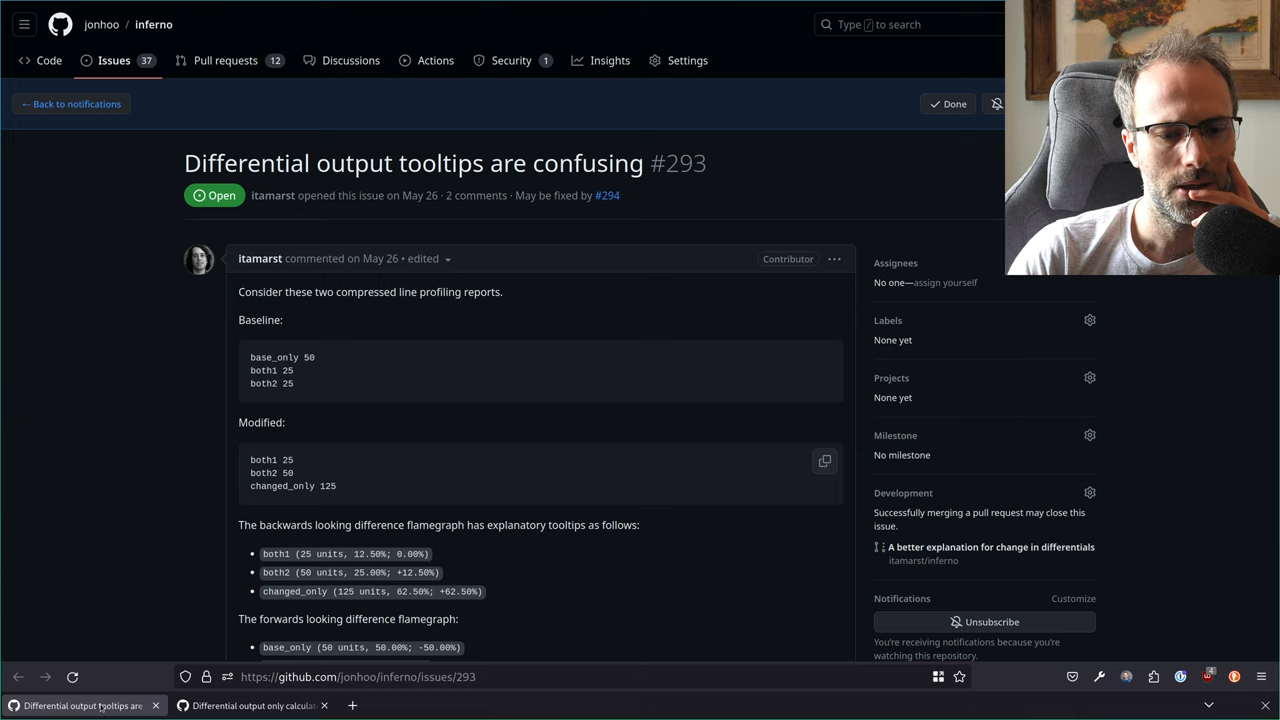 jonhoo / inferno
Type / to search
Code
Issues 37
Pull requests 12
Discussions
Actions
Security 1
Insights
Settings
← Back to notifications
Done
Differential output tooltips are confusing #293
Open
itamarst opened this issue on May 26 · 2 comments · May be fixed by #294
itamarst commented on May 26 • edited
Contributor
Consider these two compressed line profiling reports.
Baseline:
base_only 50
both1 25
both2 25
Modified:
both1 25
both2 50
changed_only 125
The backwards looking difference flamegraph has explanatory tooltips as follows:
• both1 (25 units, 12.50%; 0.00%)
• both2 (50 units, 25.00%; +12.50%)
• changed_only (125 units, 62.50%; +62.50%)
The forwards looking difference flamegraph:
• base_only (50 units, 50.00%; -50.00%)
Assignees
No one—assign yourself
Labels
None yet
Projects
None yet
Milestone
No milestone
Development
Successfully merging a pull request may close this
issue.
A better explanation for change in differentials
itamarst/inferno
Notifications
Customize
Unsubscribe
You're receiving notifications because you're
watching this repository.
https://github.com/jonhoo/inferno/issues/293
4
Differential output tooltips are
Differential output only calculat